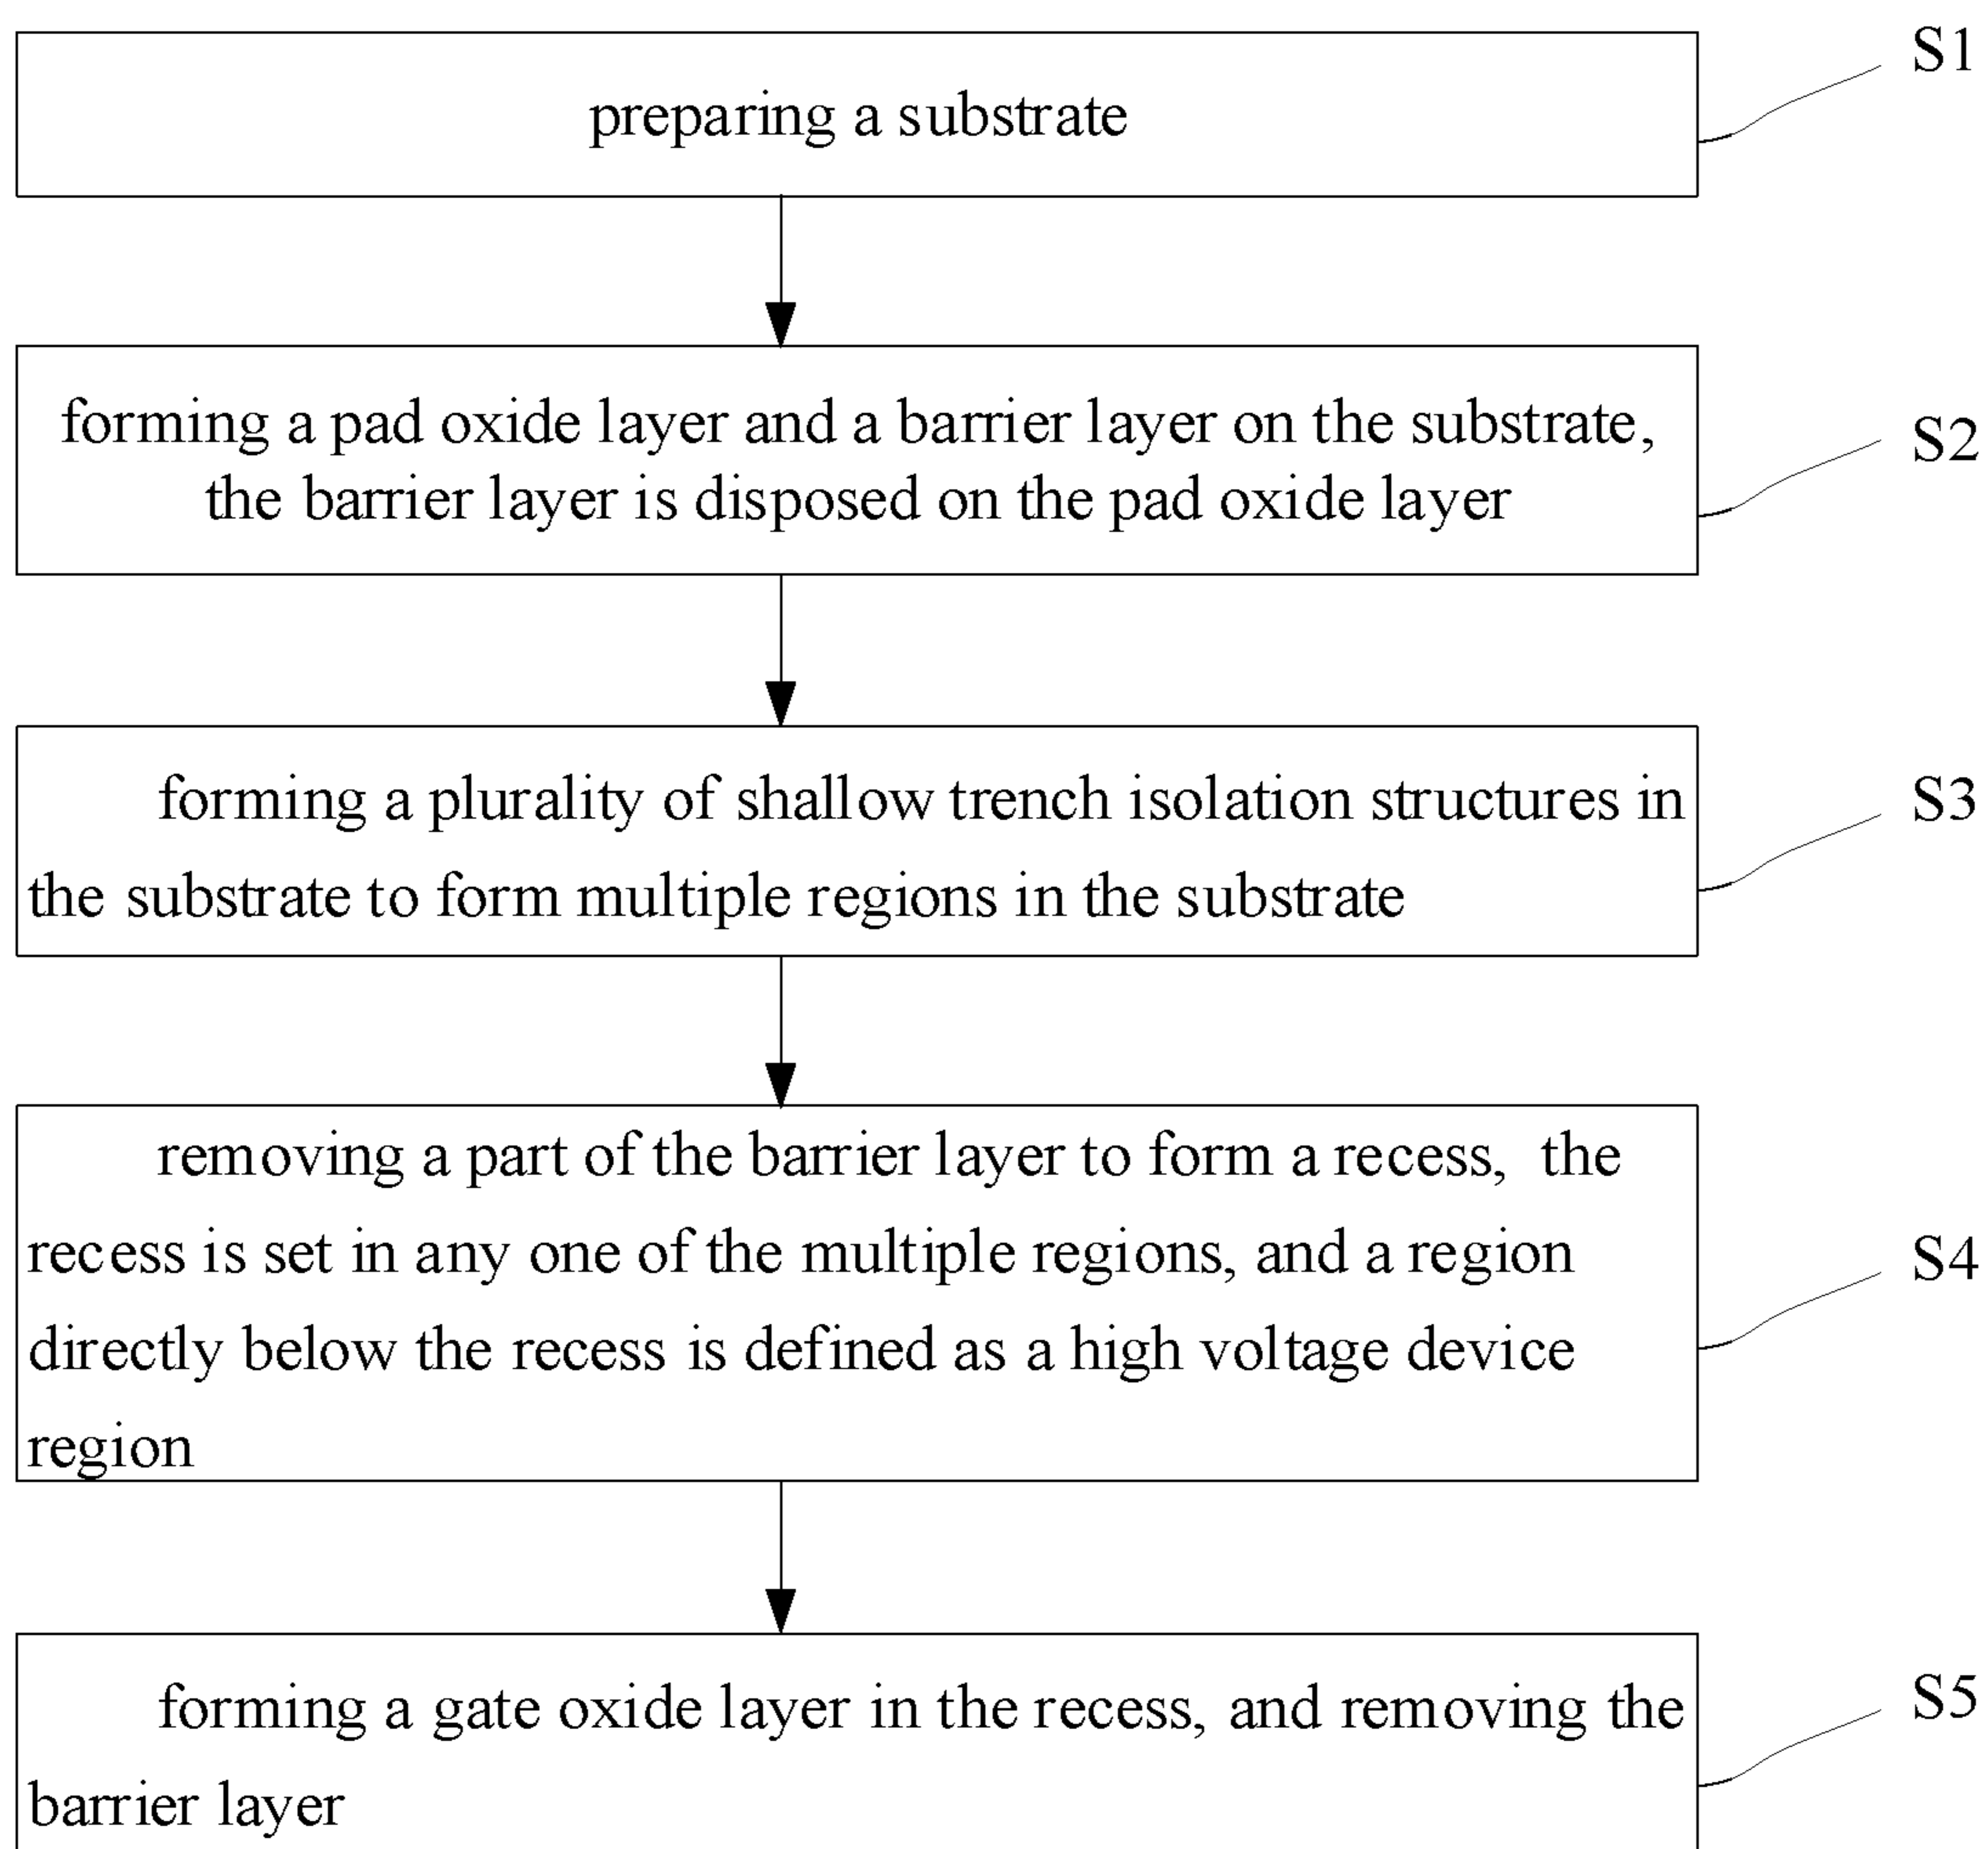 preparing a substrate
S1
forming a pad oxide layer and a barrier layer on the substrate,
the barrier layer is disposed on the pad oxide layer
S2
forming a plurality of shallow trench isolation structures in
the substrate to form multiple regions in the substrate
S3
removing a part of the barrier layer to form a recess, the
recess is set in any one of the multiple regions, and a region
directly below the recess is defined as a high voltage device
region
S4
forming a gate oxide layer in the recess, and removing the
barrier layer
S5